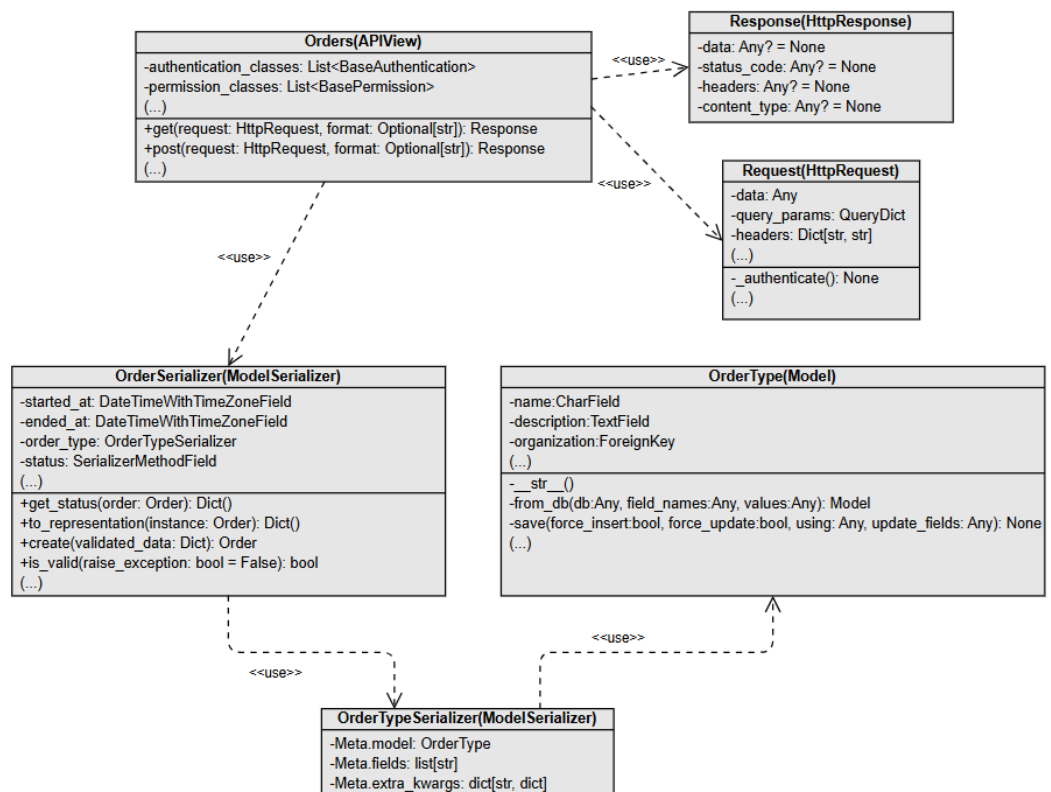 Orders(APIView)
-authentication_classes: List<BaseAuthentication>
-permission_classes: List<BasePermission>
(...)
+get(request: HttpRequest, format: Optional[str]): Response
+post(request: HttpRequest, format: Optional[str]): Response
(...)
<<use>>
Response(HttpResponse)
-data: Any? = None
-status_code: Any? = None
-headers: Any? = None
-content_type: Any? = None
<<use>>
Request(HttpRequest)
-data: Any
-query_params: QueryDict
-headers: Dict[str, str]
(...)
-_authenticate(): None
(...)
<<use>>
OrderSerializer(ModelSerializer)
-started_at: DateTimeWithTimeZoneField
-ended_at: DateTimeWithTimeZoneField
-order_type: OrderTypeSerializer
-status: SerializerMethodField
(...)
+get_status(order: Order): Dict()
+to_representation(instance: Order): Dict()
+create(validated_data: Dict): Order
+is_valid(raise_exception: bool = False): bool
(...)
OrderType(Model)
-name:CharField
-description:TextField
-organization:ForeignKey
(...)
-__str__()
-from_db(db:Any, field_names:Any, values:Any): Model
-save(force_insert:bool, force_update:bool, using: Any, update_fields: Any): None
(...)
<<use>>
<<use>>
OrderTypeSerializer(ModelSerializer)
-Meta.model: OrderType
-Meta.fields: list[str]
-Meta.extra_kwargs: dict[str, dict]